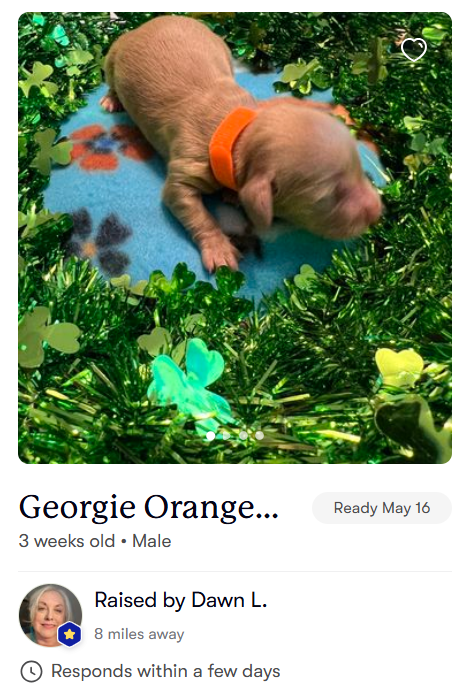 Georgie Orange...
Ready May 16
3 weeks old • Male
Raised by Dawn L.
8 miles away
Responds within a few days